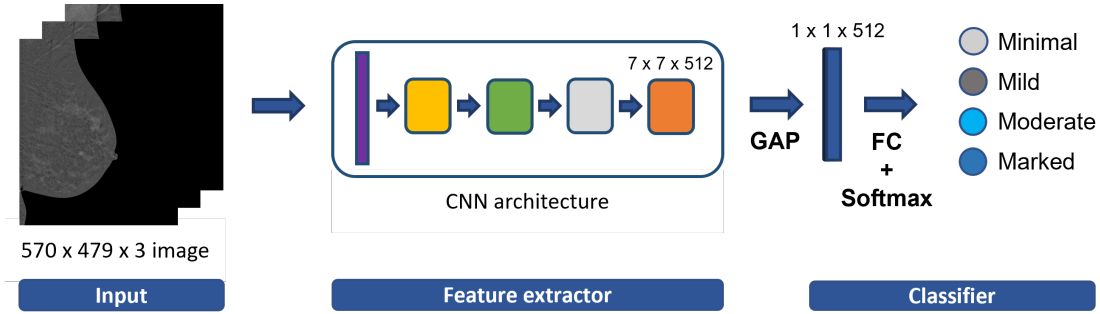 570 x 479 x 3 image
Input
7 x 7 x 512
CNN architecture
Feature extractor
GAP
1 x 1 x 512
FC
+
Softmax
Minimal
Mild
Moderate
Marked
Classifier